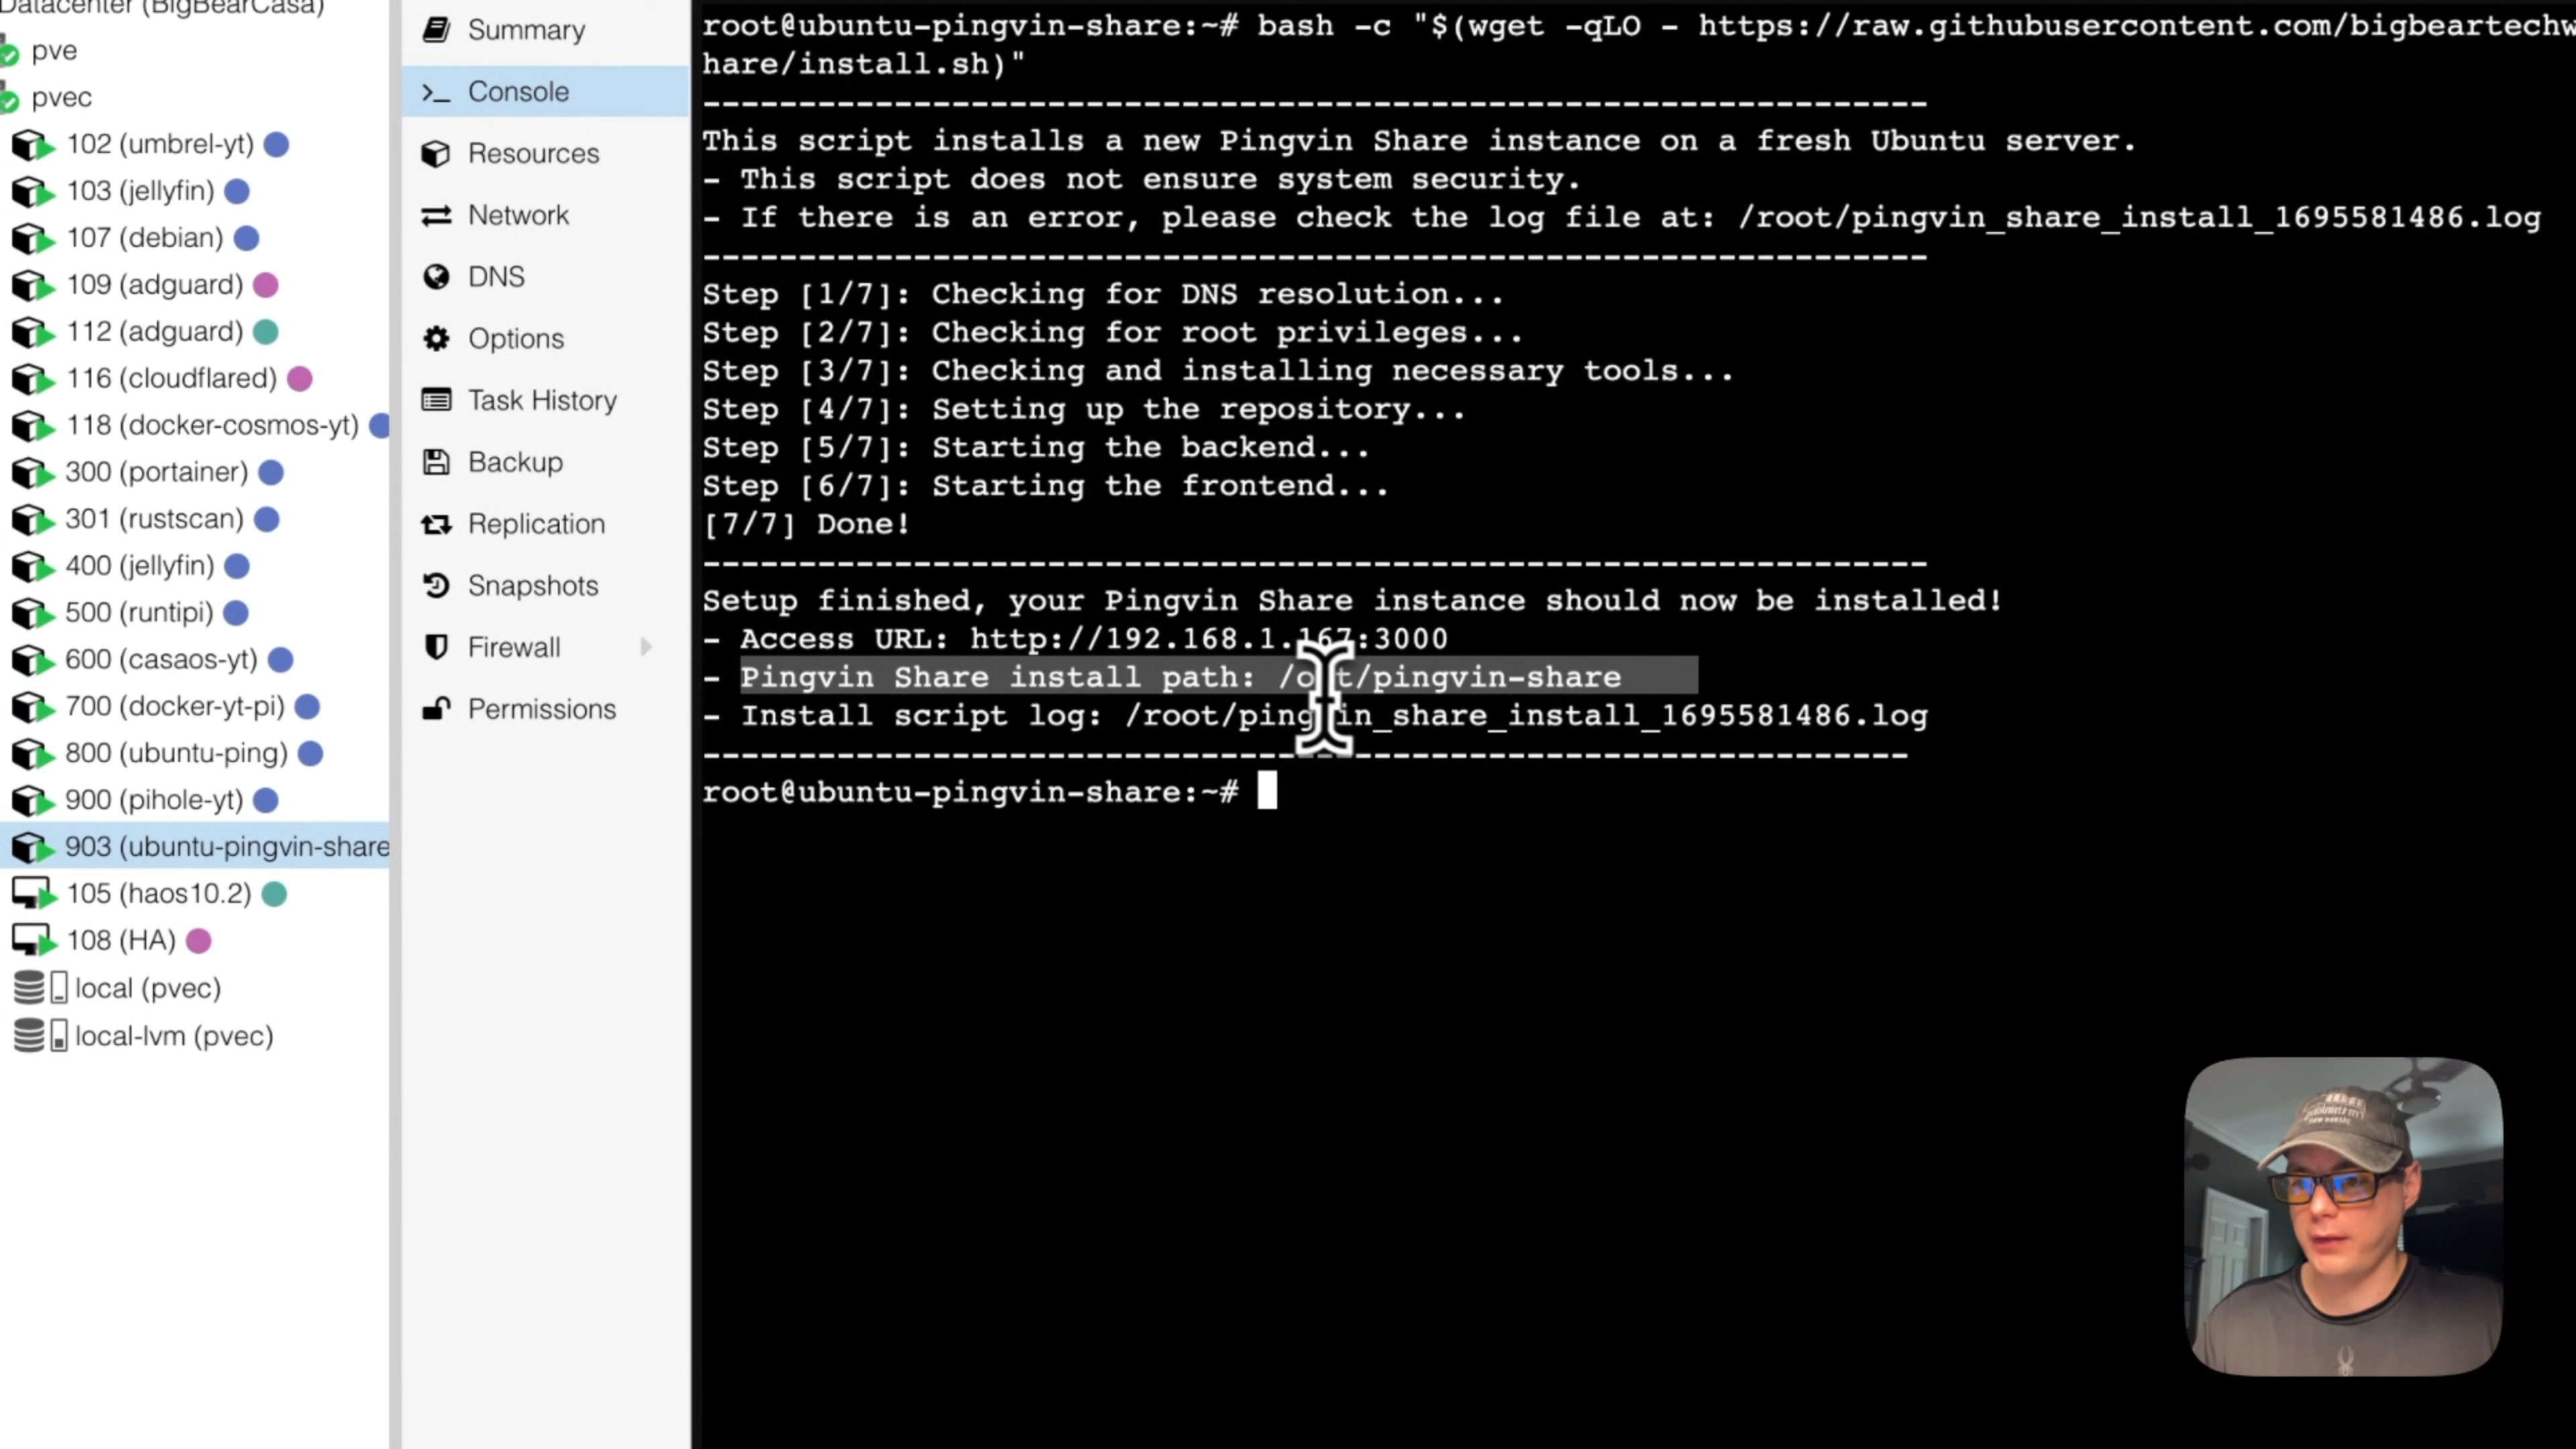 Datacenter (BigBearCasa)
pve
pvec
102 (umbrel-yt)
103 (jellyfin)
107 (debian)
109 (adguard)
112 (adguard)
116 (cloudflared)
118 (docker-cosmos-yt)
300 (portainer)
301 (rustscan)
400 (jellyfin)
500 (runtipi)
600 (casaos-yt)
700 (docker-yt-pi)
800 (ubuntu-ping)
900 (pihole-yt)
903 (ubuntu-pingvin-share
105 (haos10.2)
108 (HA)
local (pvec)
local-lvm (pvec)
Summary
Console
Resources
Network
DNS
Options
Task History
Backup
Replication
Snapshots
Firewall
Permissions
root@ubuntu-pingvin-share:~# bash -c "$(wget -qLO - https://raw.githubusercontent.com/bigbeartechw
hare/install.sh)"
----------------------------------------------------------------
This script installs a new Pingvin Share instance on a fresh Ubuntu server.
- This script does not ensure system security.
- If there is an error, please check the log file at: /root/pingvin_share_install_1695581486.log
----------------------------------------------------------------
Step [1/7]: Checking for DNS resolution...
Step [2/7]: Checking for root privileges...
Step [3/7]: Checking and installing necessary tools...
Step [4/7]: Setting up the repository...
Step [5/7]: Starting the backend...
Step [6/7]: Starting the frontend...
[7/7] Done!
----------------------------------------------------------------
Setup finished, your Pingvin Share instance should now be installed!
- Access URL: http://192.168.1.167:3000
- Pingvin Share install path: /opt/pingvin-share
- Install script log: /root/pingvin_share_install_1695581486.log
---------------------------------------------------------------
root@ubuntu-pingvin-share:~#